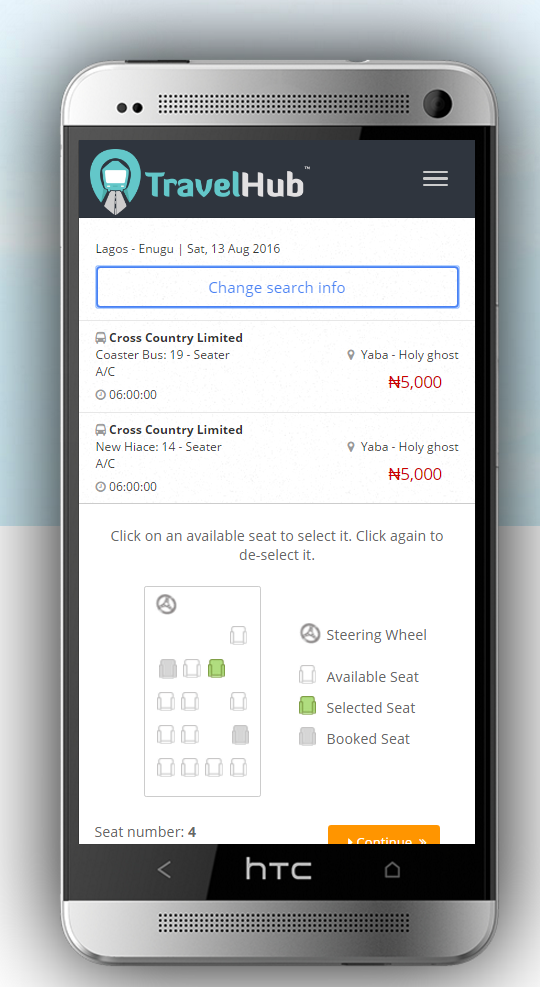 TravelHub™
Lagos - Enugu | Sat, 13 Aug 2016
Change search info
Cross Country Limited
Coaster Bus: 19 - Seater
A/C
06:00:00
Yaba - Holy ghost
₦5,000
Cross Country Limited
New Hiace: 14 - Seater
A/C
06:00:00
Yaba - Holy ghost
₦5,000
Click on an available seat to select it. Click again to
de-select it.
Steering Wheel
Available Seat
Selected Seat
Booked Seat
Seat number: 4
Continue »
hTC